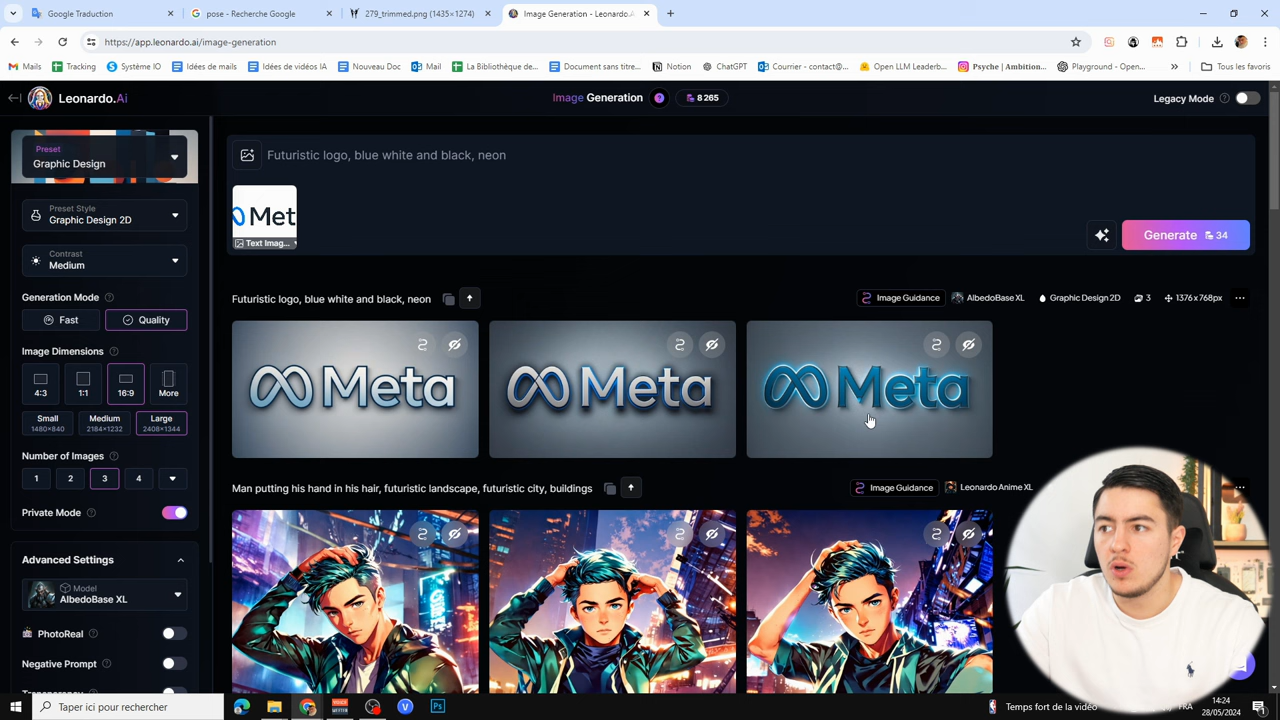 Google Traduction
pose - Recherche Google
279_trimmed.png (1435×1274)
Image Generation - Leonardo.A
https://app.leonardo.ai/image-generation
Mails
Tracking
Système IO
Idées de mails
Idées de vidéos IA
Nouveau Doc
Mail
La Bibliothèque de...
Document sans titre...
Notion
ChatGPT
Courrier - contact@...
Open LLM Leaderb...
Psyche | Ambition...
Playground - Open...
Tous les favoris
Leonardo.Ai
Image Generation
8 265
Legacy Mode
Preset
Graphic Design
Futuristic logo, blue white and black, neon
Met
Text Imag...
Generate 34
Preset Style
Graphic Design 2D
Contrast
Medium
Generation Mode
Fast
Quality
Image Dimensions
4:3
1:1
16:9
More
Small
1480×840
Medium
2184×1232
Large
2408×1344
Number of Images
1
2
3
4
Private Mode
Advanced Settings
Model
AlbedoBase XL
PhotoReal
Negative Prompt
Futuristic logo, blue white and black, neon
Image Guidance
AlbedoBase XL
Graphic Design 2D
3
1376 x 768px
Meta
Meta
Meta
Man putting his hand in his hair, futuristic landscape, futuristic city, buildings
Image Guidance
Leonardo Anime XL
Taper ici pour rechercher
Temps fort de la vidéo
FRA
14:24
28/05/2024